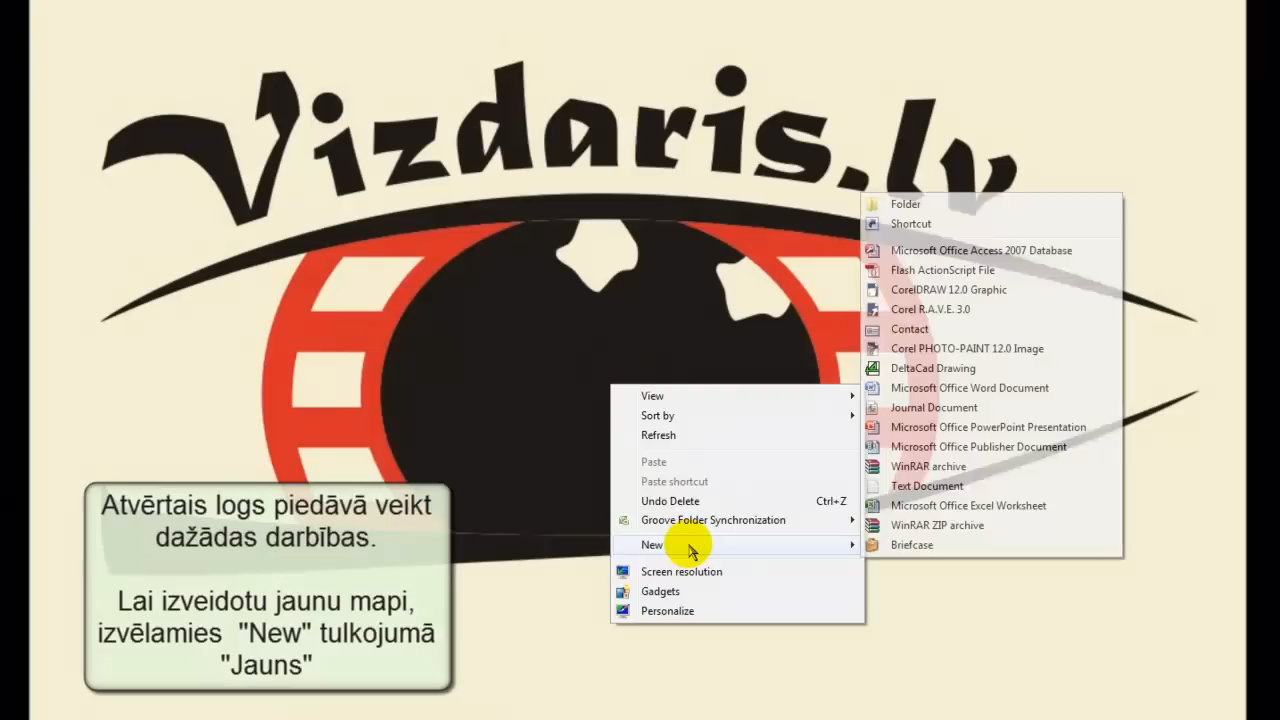 Vizdaris.lv
Folder
Shortcut
Microsoft Office Access 2007 Database
Flash ActionScript File
CorelDRAW 12.0 Graphic
Corel R.A.V.E. 3.0
Contact
Corel PHOTO-PAINT 12.0 Image
DeltaCad Drawing
Microsoft Office Word Document
Journal Document
Microsoft Office PowerPoint Presentation
Microsoft Office Publisher Document
WinRAR archive
Text Document
Microsoft Office Excel Worksheet
WinRAR ZIP archive
Briefcase
View
Sort by
Refresh
Paste
Paste shortcut
Undo Delete Ctrl+Z
Groove Folder Synchronization
New
Screen resolution
Gadgets
Personalize
Atvērtais logs piedāvā veikt
dažādas darbības.
Lai izveidotu jaunu mapi,
izvēlamies "New" tulkojumā
"Jauns"